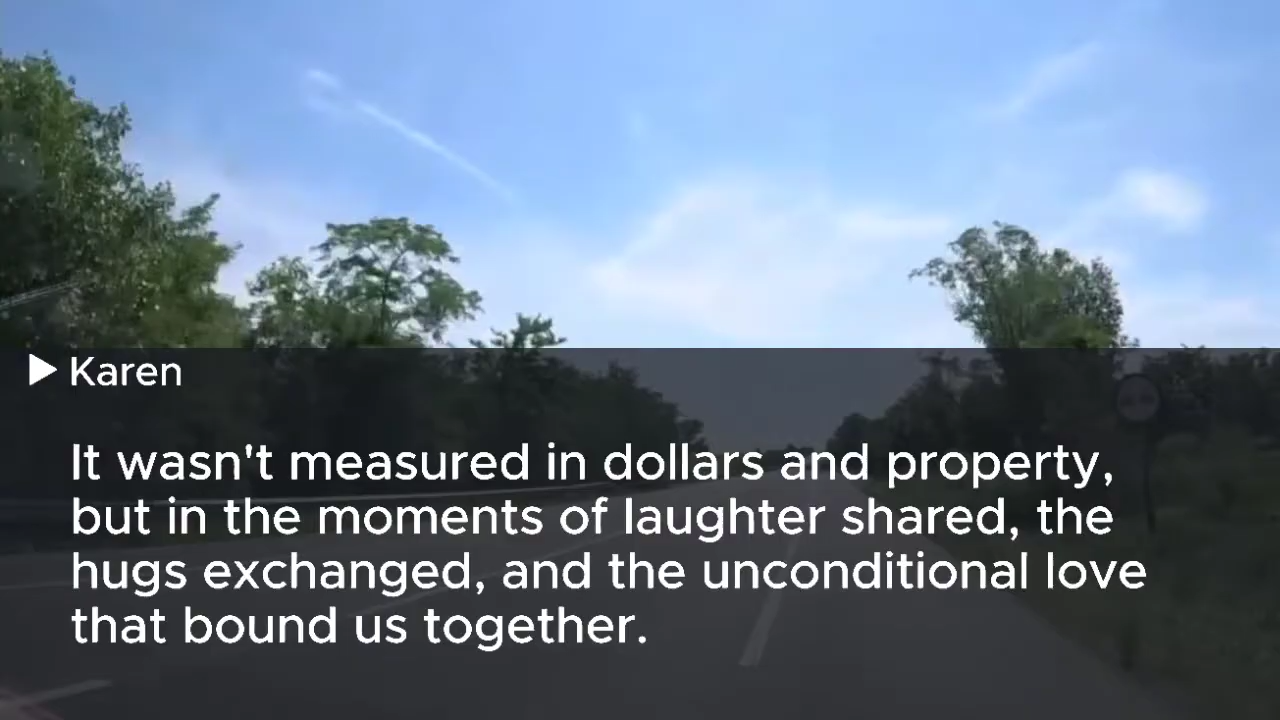 Karen
It wasn't measured in dollars and property,
but in the moments of laughter shared, the
hugs exchanged, and the unconditional love
that bound us together.